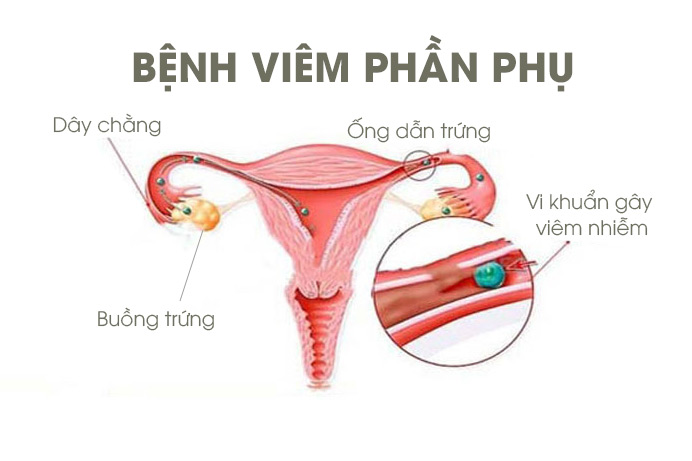 BỆNH VIÊM PHẦN PHỤ
Dây chằng
Ống dẫn trứng
Vi khuẩn gây
viêm nhiễm
Buồng trứng